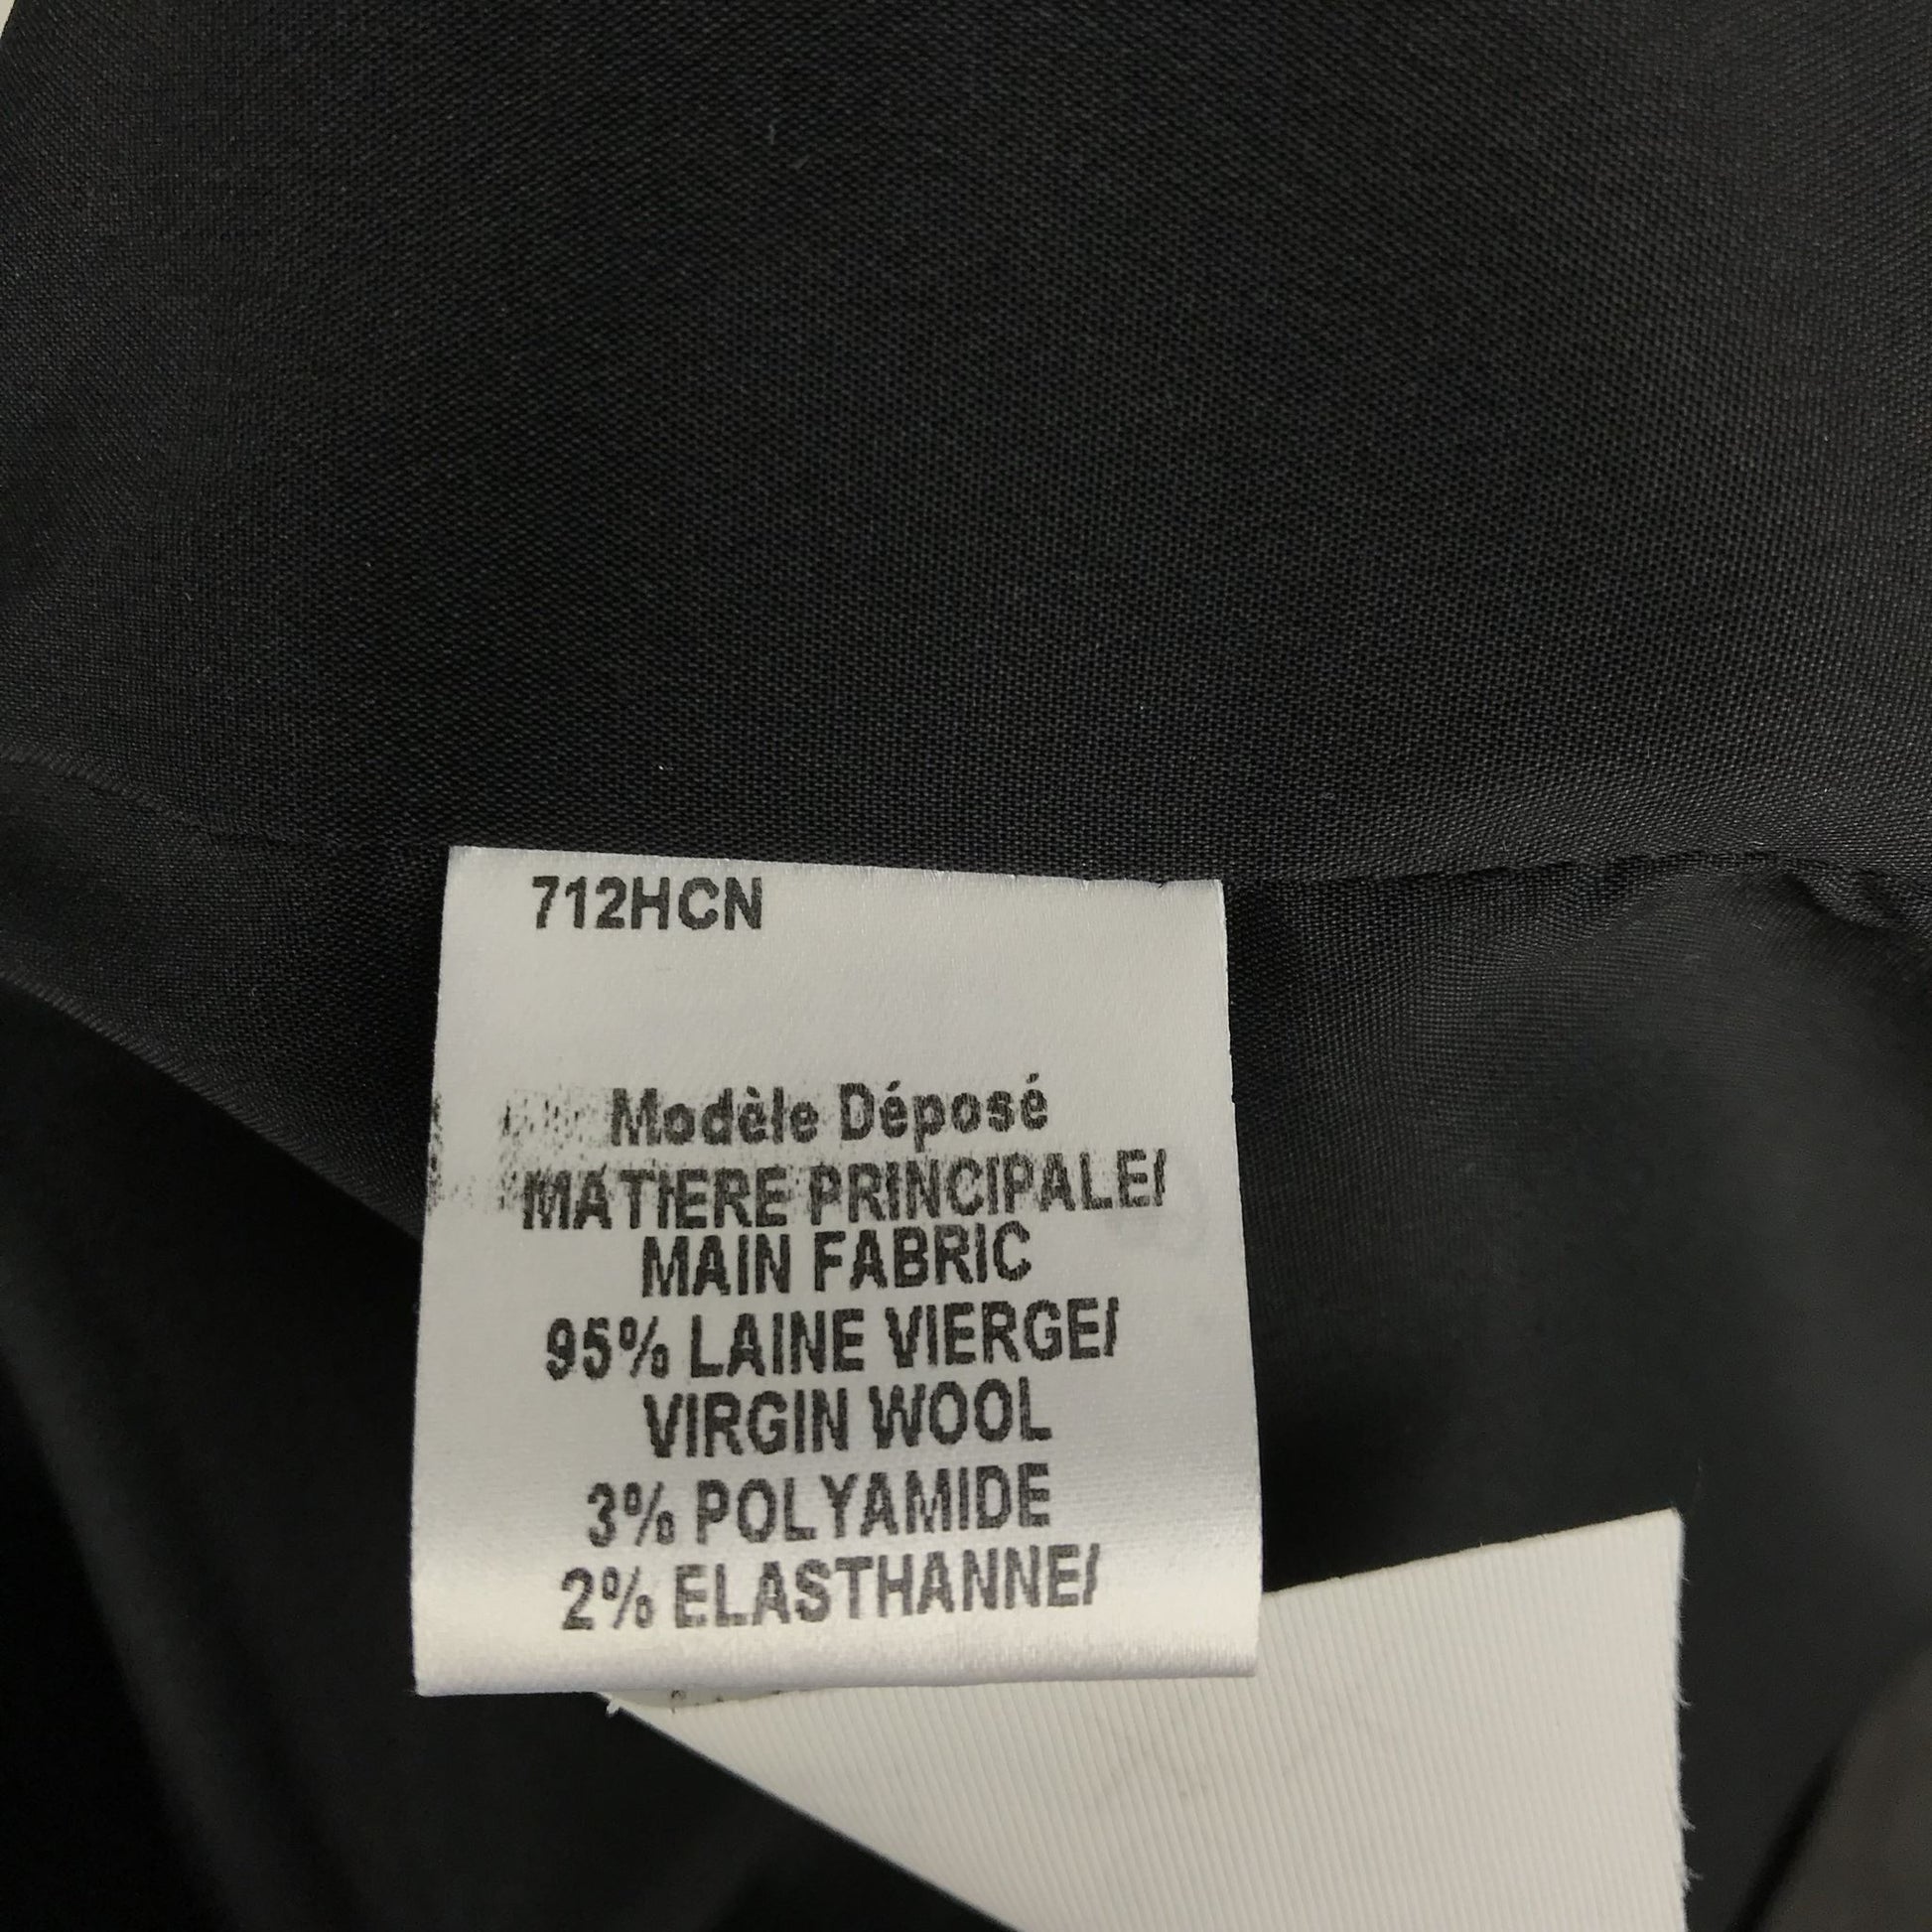 712HCN
Modèle Déposé
MATIERE PRINCIPALE/
MAIN FABRIC
95% LAINE VIERGE/
VIRGIN WOOL
3% POLYAMIDE
2% ELASTHANNE/